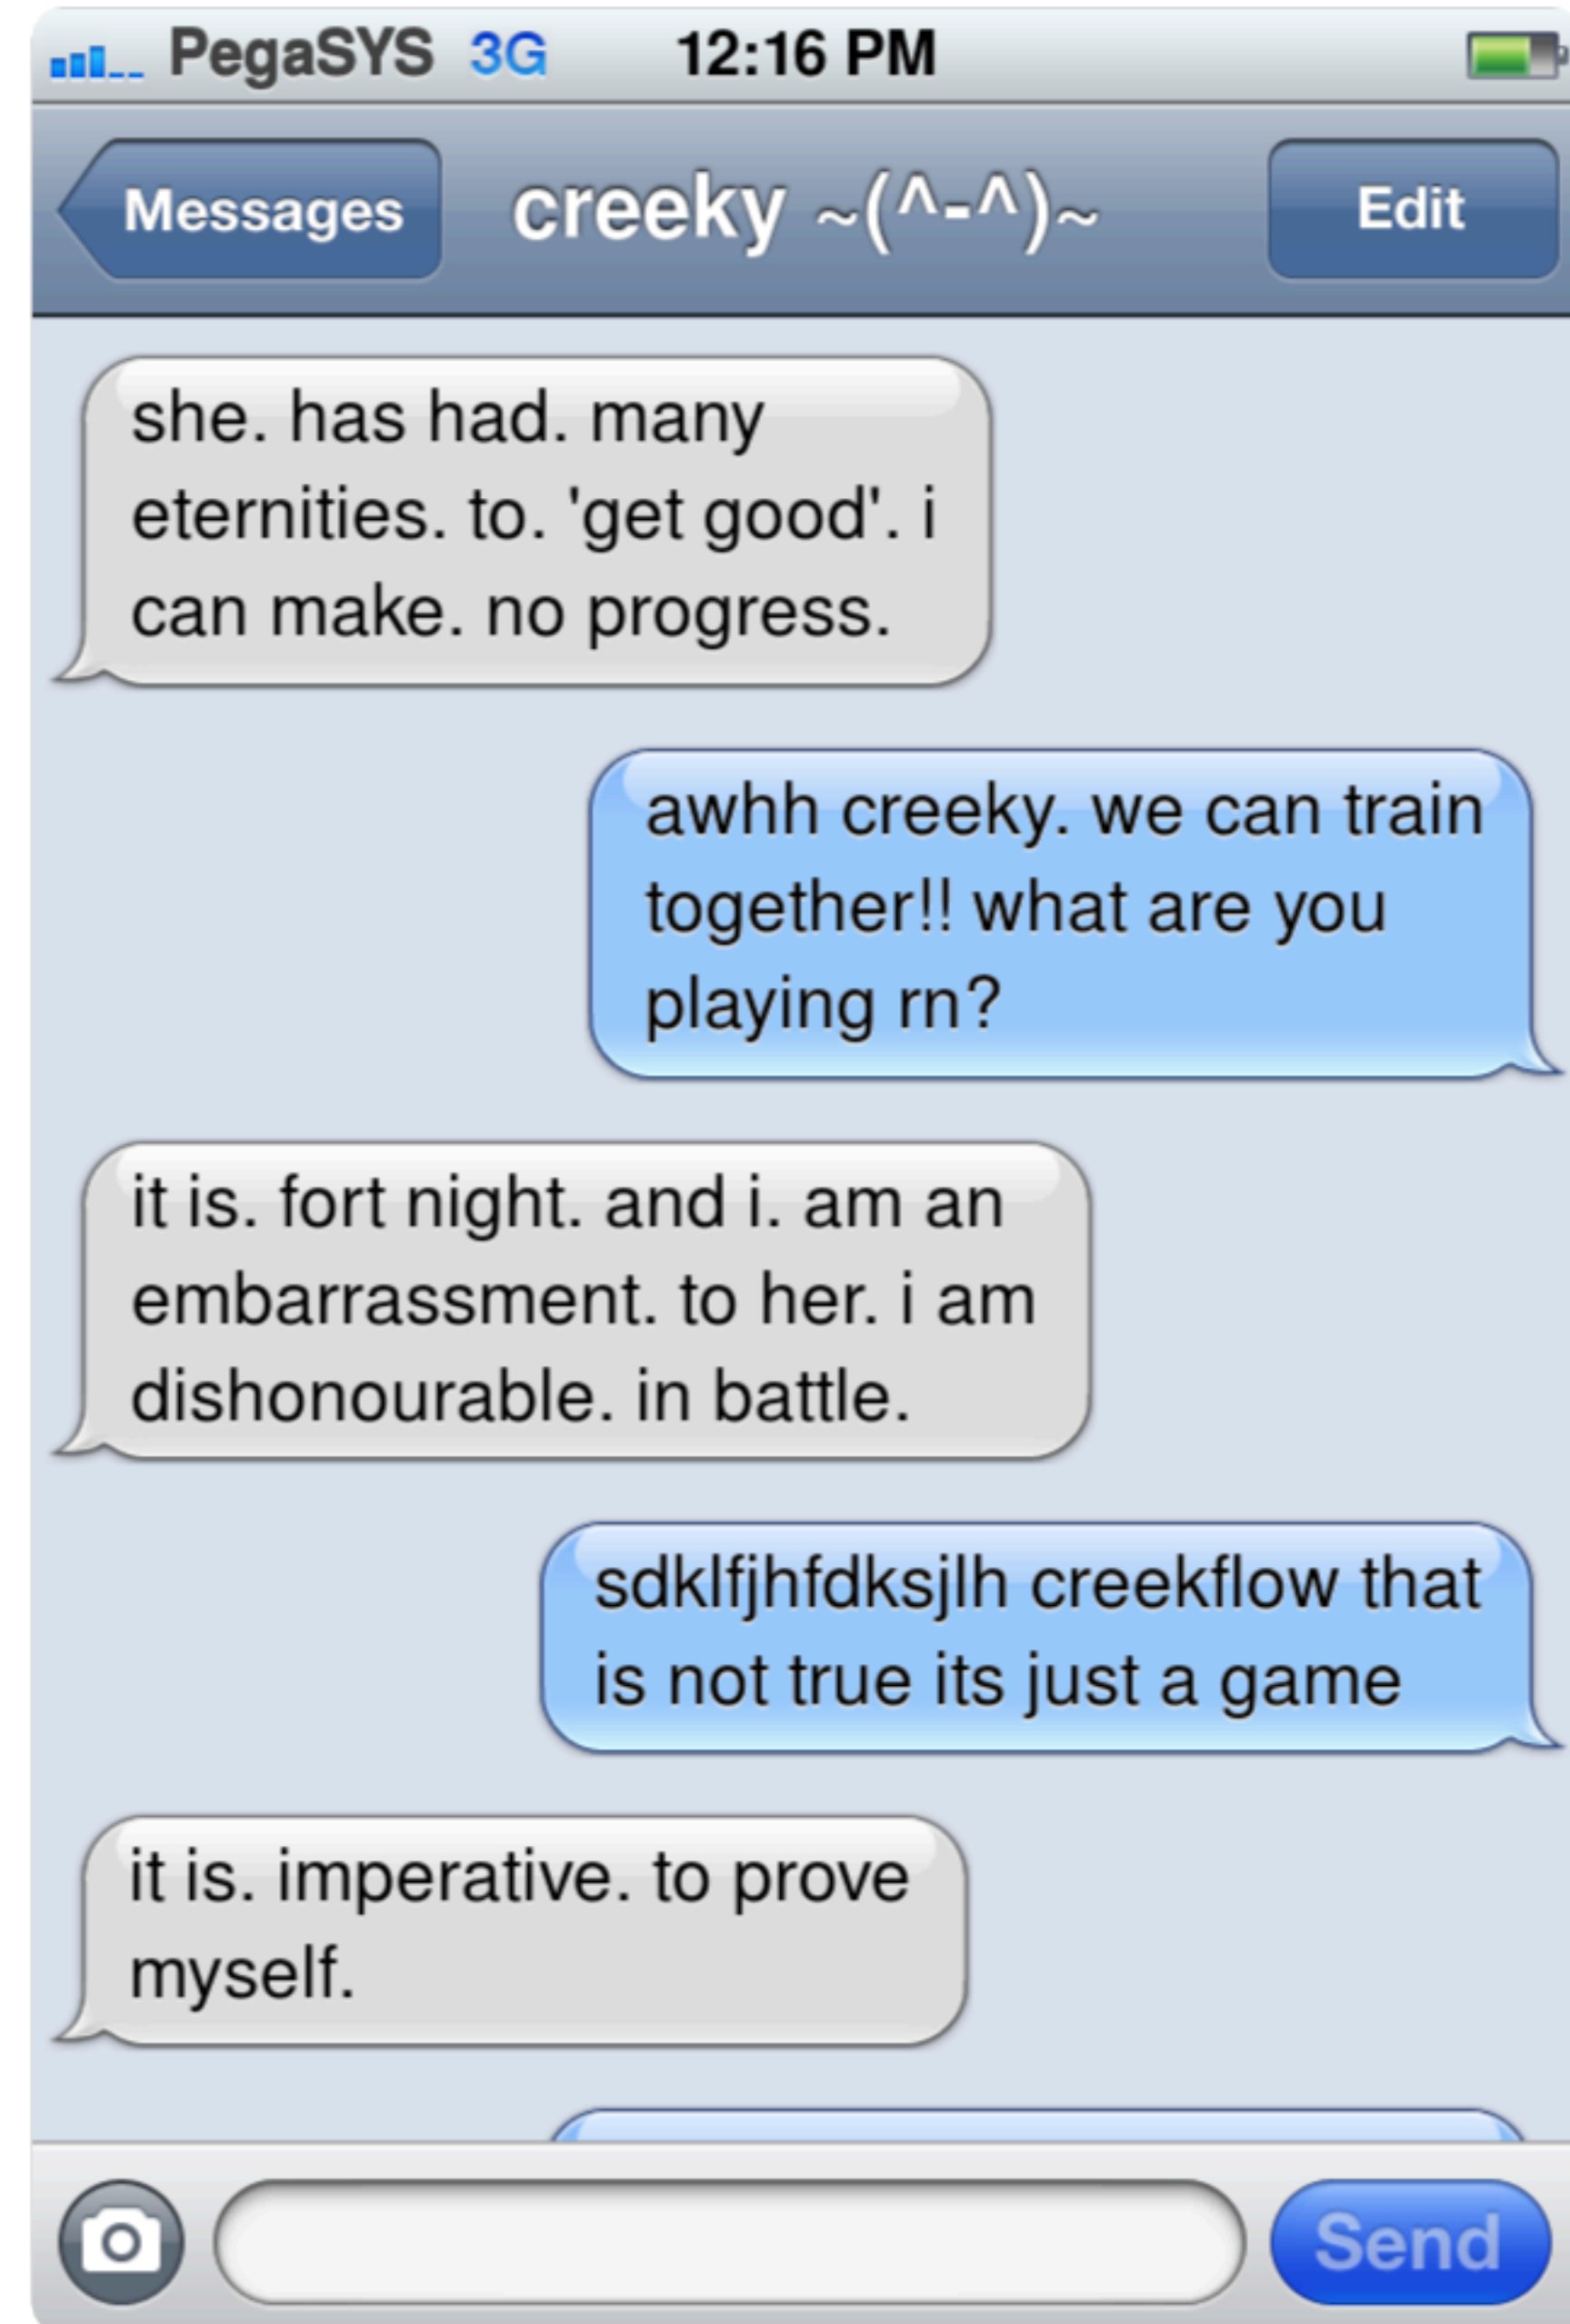 PegaSYS 3G 12:16 PM
Messages creeky ~(^-^)~ Edit
she. has had. many
eternities. to. 'get good'. i
can make. no progress.
awhh creeky. we can train
together!! what are you
playing rn?
it is. fort night. and i. am an
embarrassment. to her. i am
dishonourable. in battle.
sdklfjhfdksjlh creekflow that
is not true its just a game
it is. imperative. to prove
myself.
Send